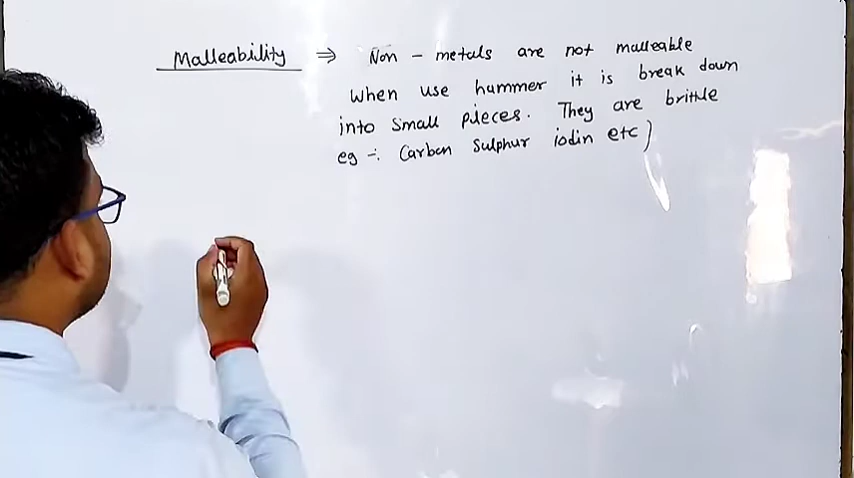 Malleability ⇒ Non - metals are not malleable
when use hammer it is break down
into small pieces. They are brittle
eg -: Carbon Sulphur iodin etc)